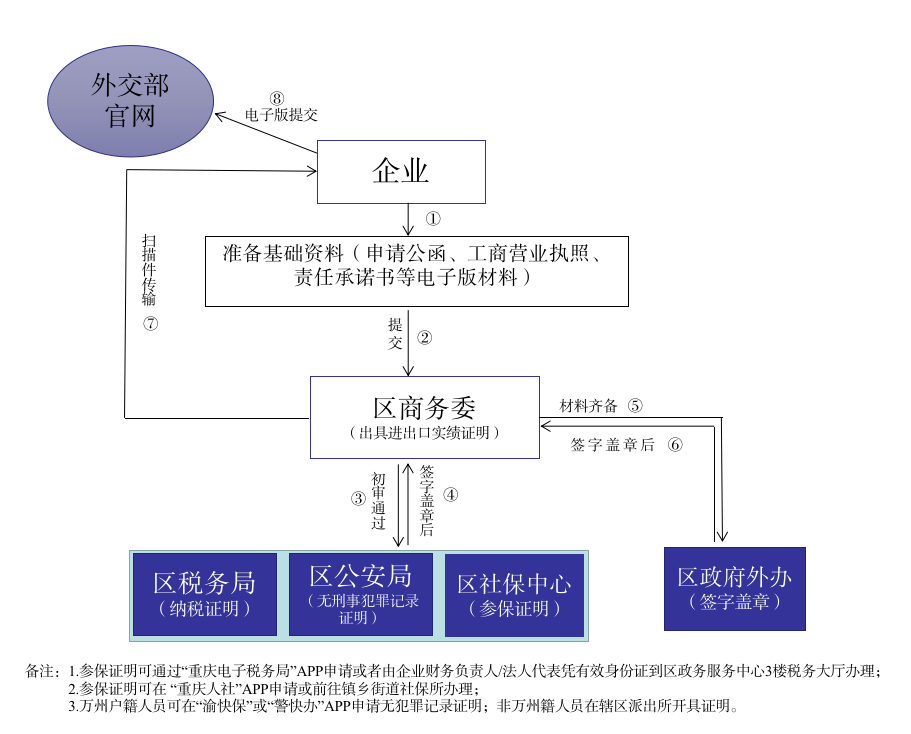 外交部
官网
⑧
电子版提交
企业
①
准备基础资料（申请公函、工商营业执照、
责任承诺书等电子版材料）
扫描件传输
⑦
提交
②
区商务委
（出具进出口实绩证明）
材料齐备 ⑤
签字盖章后 ⑥
③
初审通过
签字盖章后
④
区税务局
（纳税证明）
区公安局
（无刑事犯罪记录
证明）
区社保中心
（参保证明）
区政府外办
（签字盖章）
备注：1.参保证明可通过“重庆电子税务局”APP申请或者由企业财务负责人/法人代表凭有效身份证到区政务服务中心3楼税务大厅办理；
2.参保证明可在 “重庆人社”APP申请或前往镇乡街道社保所办理；
3.万州户籍人员可在“渝快保”或“警快办”APP申请无犯罪记录证明；非万州籍人员在辖区派出所开具证明。